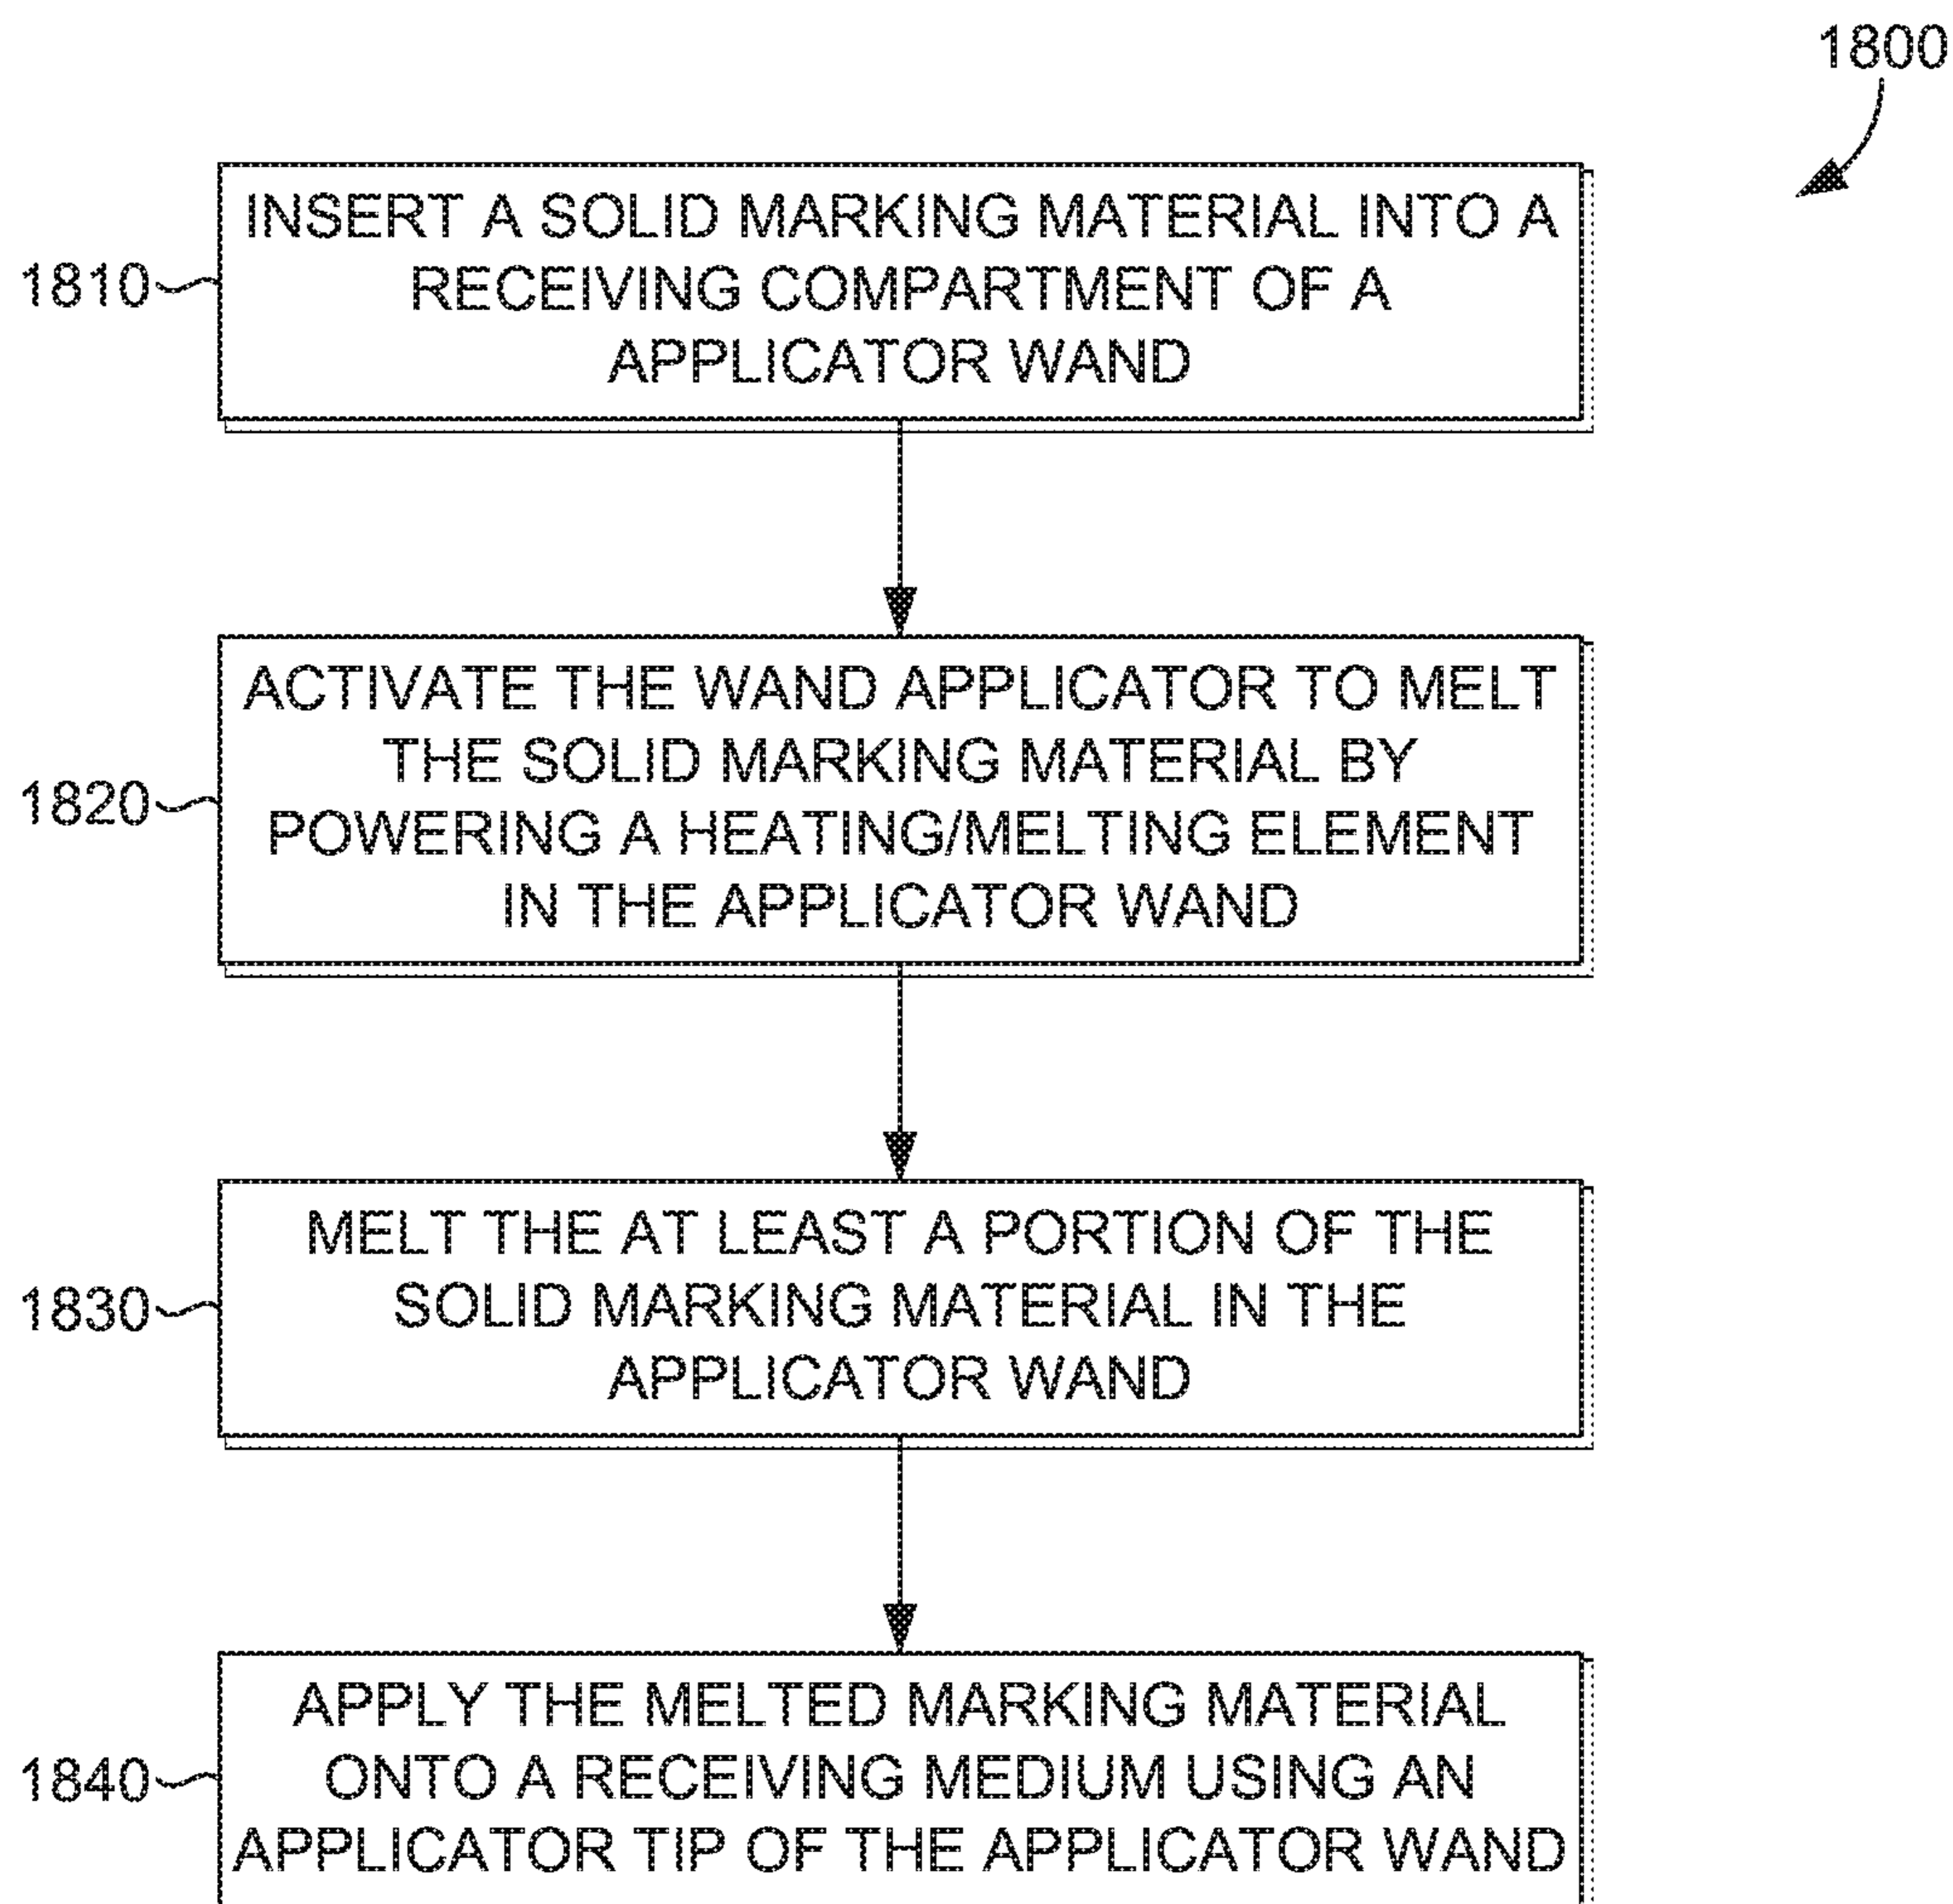 1800
INSERT A SOLID MARKING MATERIAL INTO A
RECEIVING COMPARTMENT OF A
APPLICATOR WAND
1810
ACTIVATE THE WAND APPLICATOR TO MELT
THE SOLID MARKING MATERIAL BY
POWERING A HEATING/MELTING ELEMENT
IN THE APPLICATOR WAND
1820
MELT THE AT LEAST A PORTION OF THE
SOLID MARKING MATERIAL IN THE
APPLICATOR WAND
1830
APPLY THE MELTED MARKING MATERIAL
ONTO A RECEIVING MEDIUM USING AN
APPLICATOR TIP OF THE APPLICATOR WAND
1840